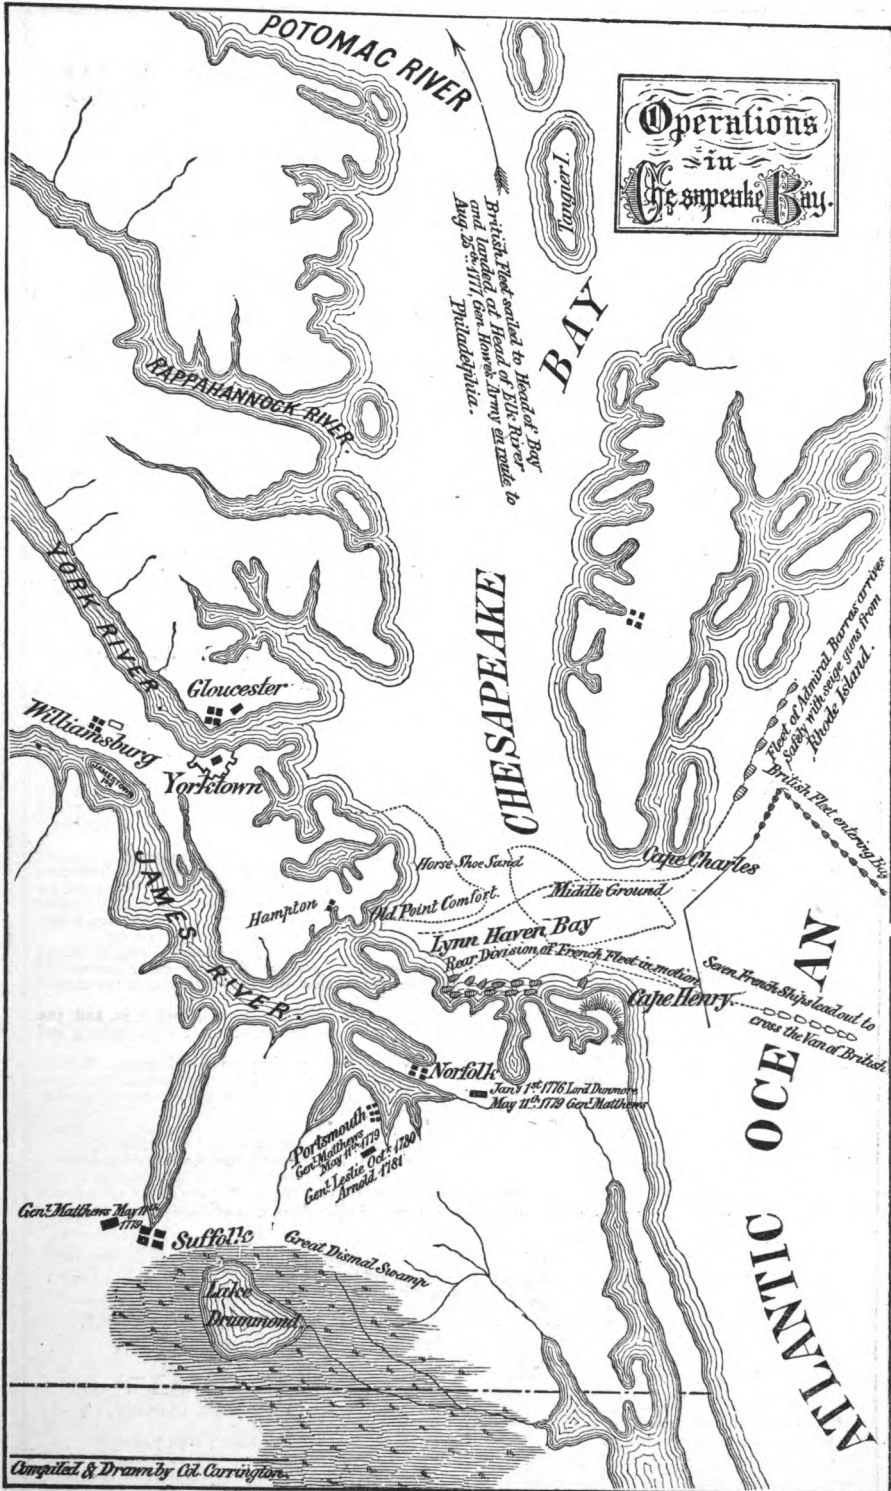 POTOMAC RIVER
Operations
in
Chesapeake Bay.
Tangier I.
British Fleet sailed to Head of Bay
and landed at Head of Elk River
Aug. 25th 1777, Gen. Howe's Army en route to
Philadelphia.
RAPPAHANNOCK RIVER.
CHESAPEAKE BAY
YORK RIVER.
Gloucester
Williamsburg
Yorktown
JAMESTOWN
JAMES RIVER.
Fleet of Admiral Barras arrives
Safely with seige guns from
Rhode Island.
British Fleet entering Bay
Cape Charles
Horse Shoe Sand
Middle Ground
Hampton
Old Point Comfort.
Lynn Haven Bay
Rear Division of French Fleet in motion
Seven French Ships lead out to
cross the Van of British
Cape Henry.
Norfolk
Jany. 1st 1776 Lord Dunmore
May 11th 1779 Genl. Matthews
Portsmouth
Genl. Matthews
May 11th 1779
Genl. Leslie Octr. 1780
Arnold 1781
Genl. Matthews May 11th
1779
Suffolk
Great Dismal Swamp
Lake
Drummond.
ATLANTIC OCEAN
Compiled & Drawn by Col. Carrington.